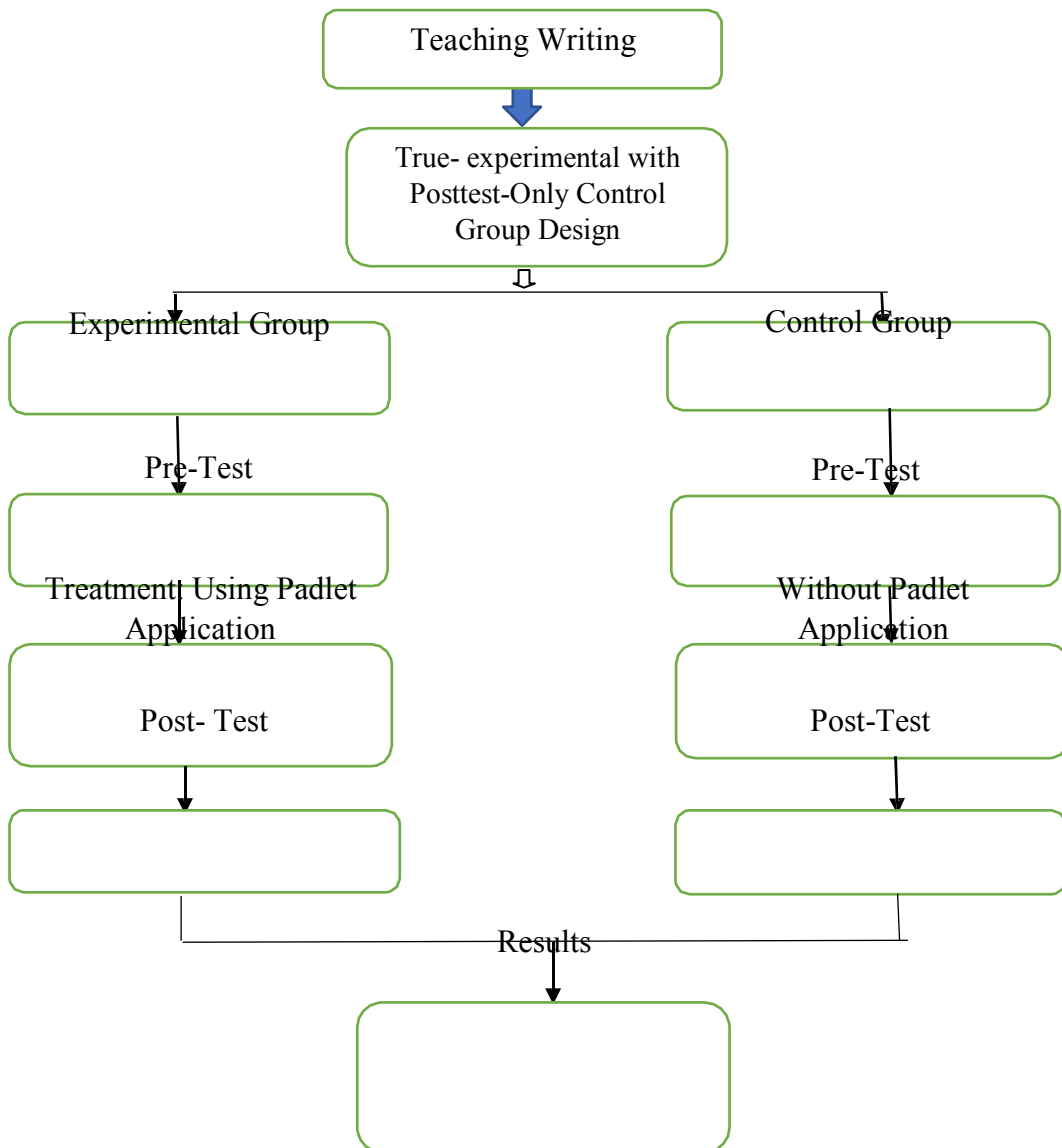 Teaching Writing
True- experimental with
Posttest-Only Control
Group Design
Experimental Group
Control Group
Pre-Test
Pre-Test
Treatment: Using Padlet
Application
Without Padlet
Application
Post- Test
Post-Test
Results